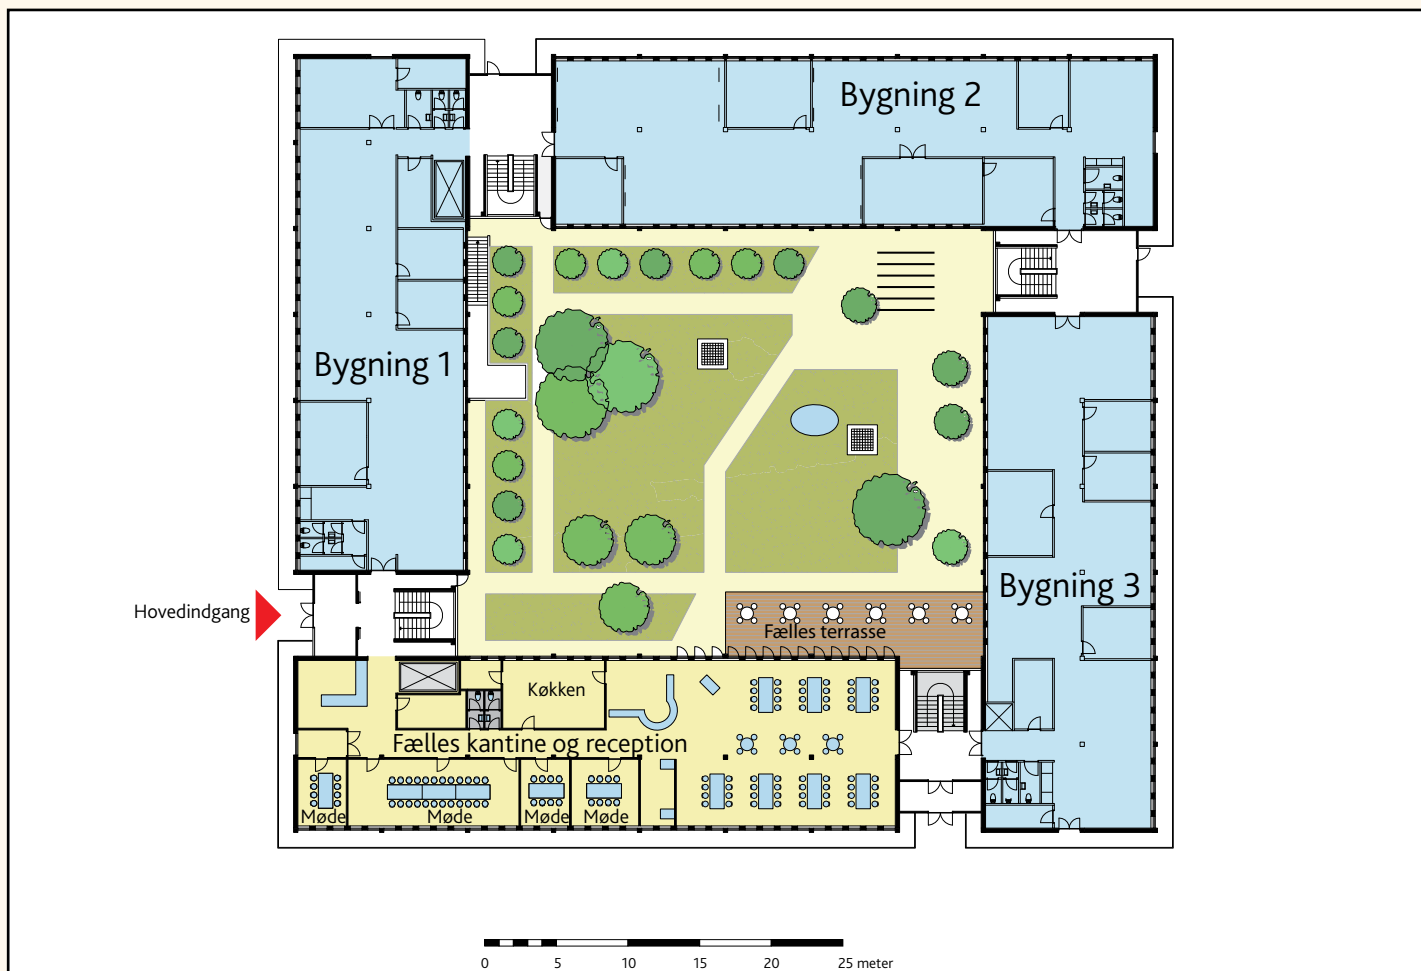 Bygning 2
Bygning 1
Bygning 3
Hovedindgang
Fælles terrasse
Køkken
Fælles kantine og reception
Møde
Møde
Møde
Møde
0 5 10 15 20 25 meter